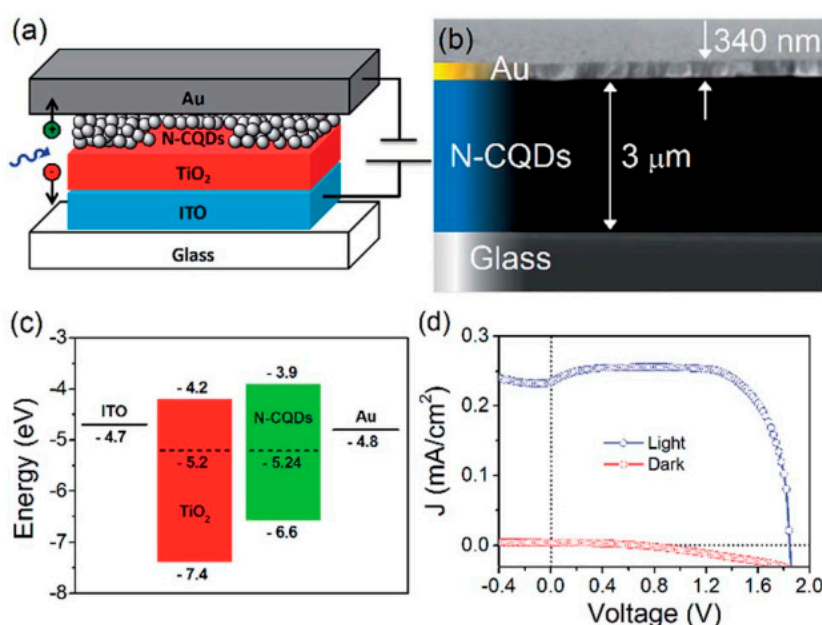 (a)
Au
+
N-CQDs
-
TiO₂
ITO
Glass
(b)
340 nm
Au
N-CQDs
3 μm
Glass
(c)
Energy (eV)
-3
-4
-5
-6
-7
-8
ITO
- 4.7
- 4.2
- 5.2
TiO₂
- 7.4
- 3.9
N-CQDs
- 5.24
- 6.6
Au
- 4.8
(d)
J (mA/cm²)
0.3
0.2
0.1
0.0
Light
Dark
-0.4 0.0 0.4 0.8 1.2 1.6 2.0
Voltage (V)